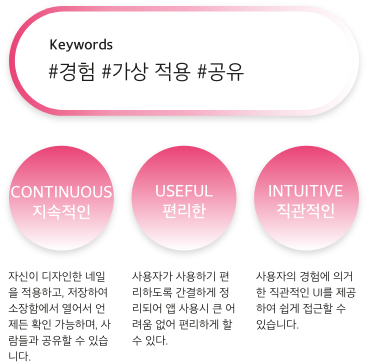 Keywords
#경험 #가상 적용 #공유
CONTINUOUS
지속적인
USEFUL
편리한
INTUITIVE
직관적인
자신이 디자인한 네일
을 적용하고, 저장하여
소장함에서 열어서 언
제든 확인 가능하며, 사
람들과 공유할 수 있습
니다.
사용자가 사용하기 편
리하도록 간결하게 정
리되어 앱 사용시 큰 어
려움 없어 편리하게 할
수 있다.
사용자의 경험에 의거
한 직관적인 UI를 제공
하여 쉽게 접근할 수
있습니다.